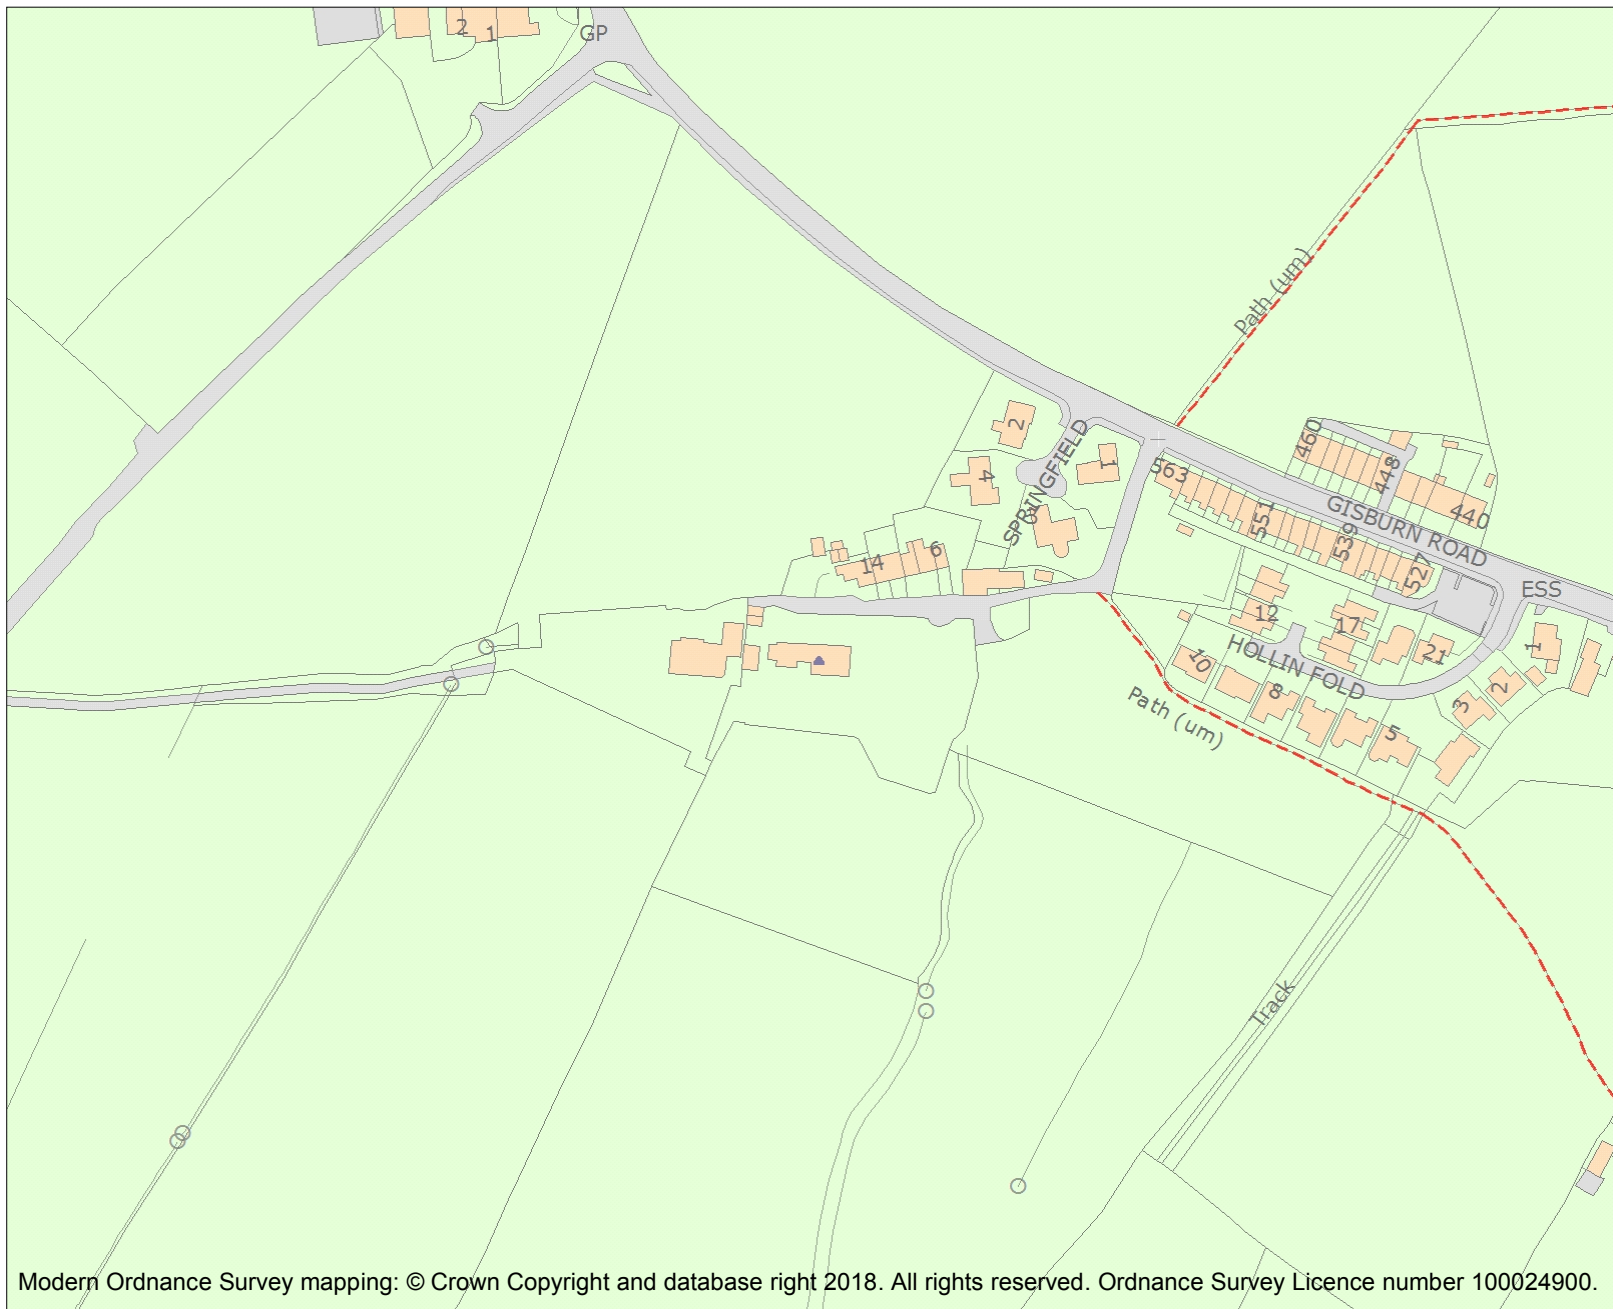 2
1
GP
Path (um)
2
SPRINGFIELD
1
4
563
460
448
440
GISBURN ROAD
551
539
527
ESS
14
6
12
17
21
1
HOLLIN FOLD
10
8
2
3
5
Path (um)
Track
Modern Ordnance Survey mapping: © Crown Copyright and database right 2018. All rights reserved. Ordnance Survey Licence number 100024900.